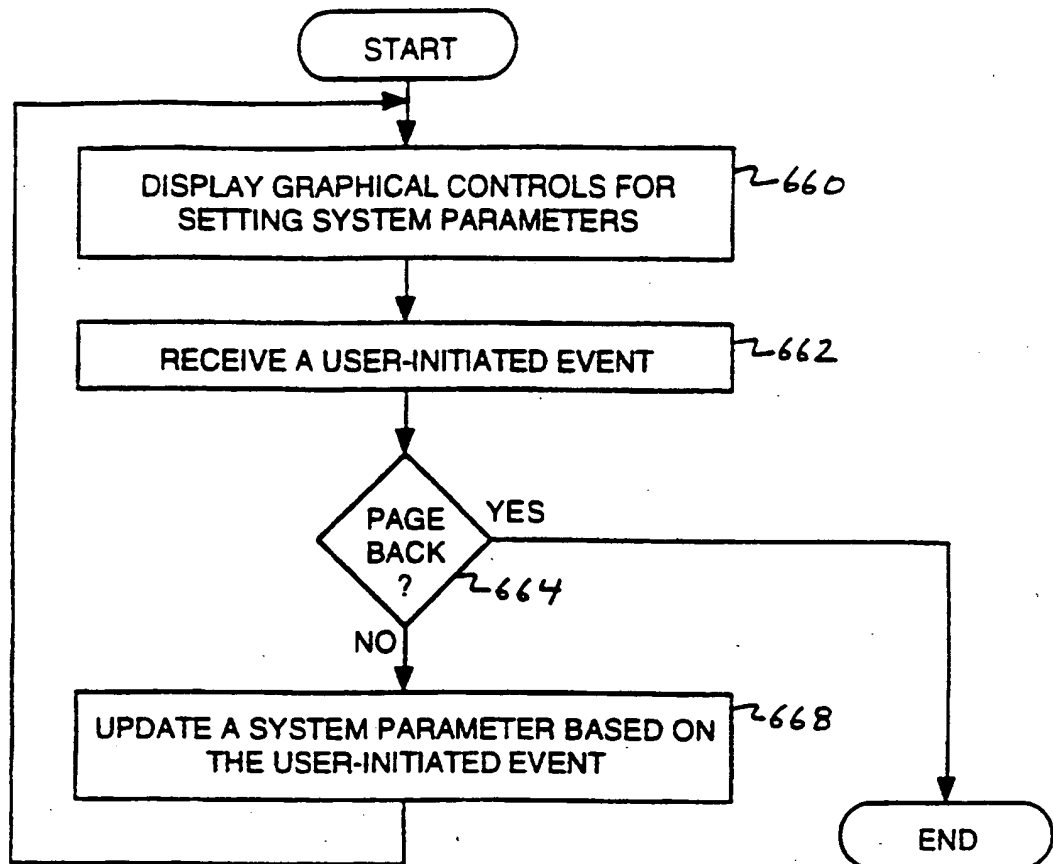 START
DISPLAY GRAPHICAL CONTROLS FOR
SETTING SYSTEM PARAMETERS
660
RECEIVE A USER-INITIATED EVENT
662
PAGE
BACK
?
YES
664
NO
UPDATE A SYSTEM PARAMETER BASED ON
THE USER-INITIATED EVENT
668
END